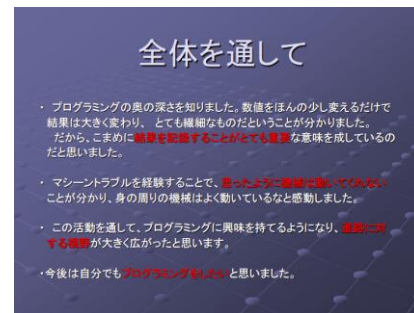 全体を通して
・ プログラミングの奥の深さを知りました。数値をほんの少し変えるだけで
結果は大きく変わり、 とても繊細なものだということが分かりました。
だから、こまめに結果を記録することがとても重要な意味を成しているの
だと思いました。
・ マシーントラブルを経験することで、思ったように機械は動いてくれない
ことが分かり、身の周りの機械はよく動いているなと感動しました。
・ この活動を通して、プログラミングに興味を持てるようになり、
する視野が大きく広がったと思います。
・今後は自分でもプログラミングをしたいと思いました。